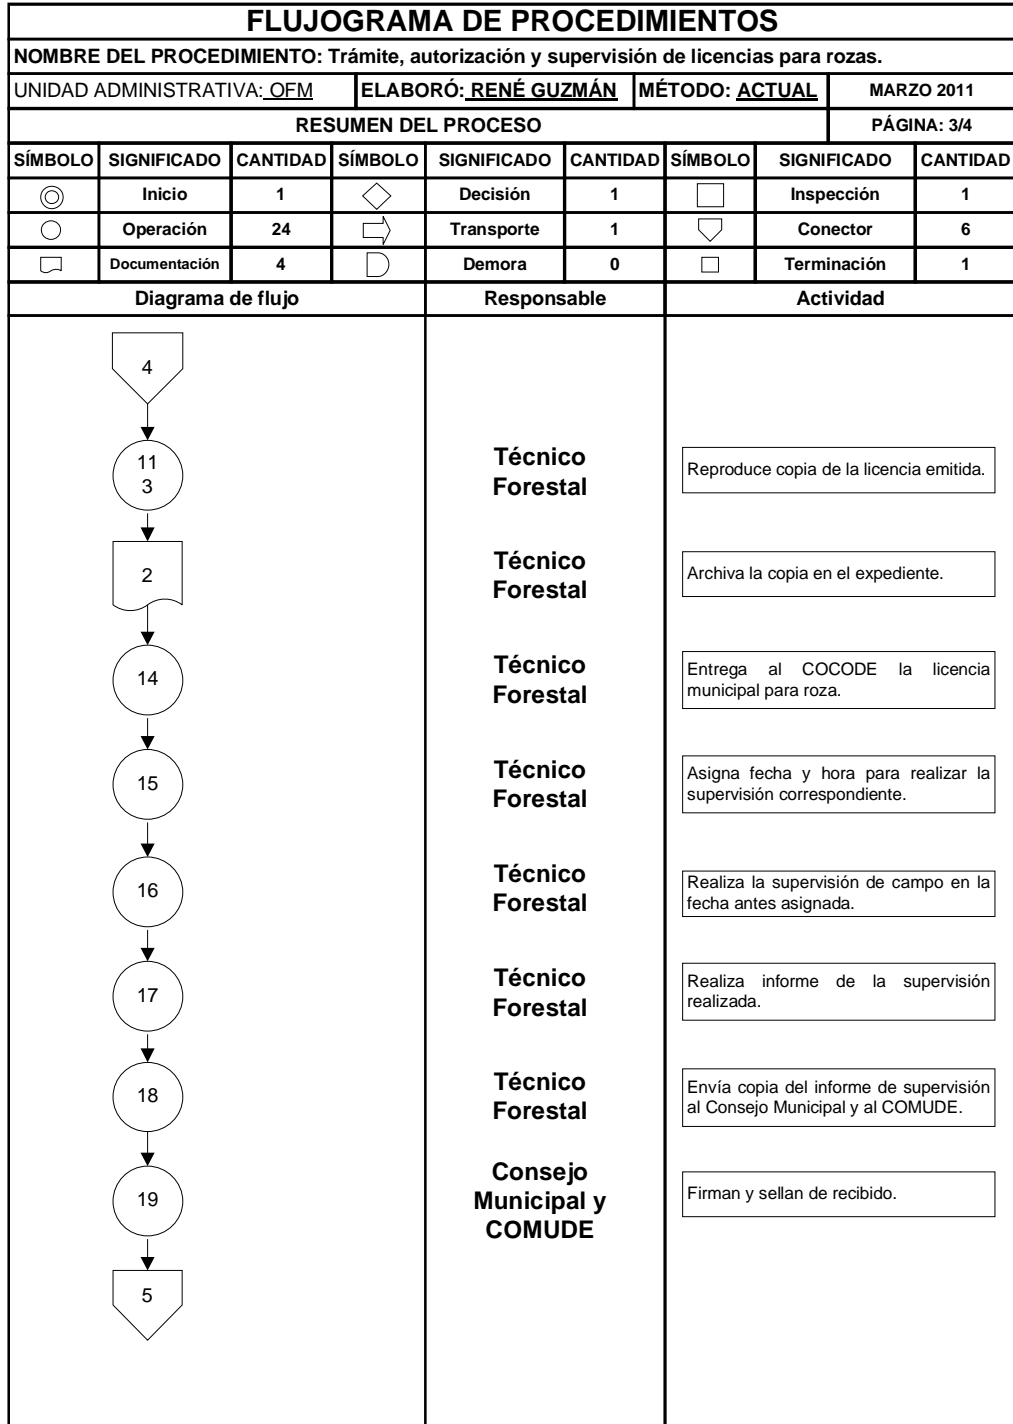 FLUJOGRAMA DE PROCEDIMIENTOS
NOMBRE DEL PROCEDIMIENTO: Trámite, autorización y supervisión de licencias para rozas.
UNIDAD ADMINISTRATIVA: OFM ELABORÓ: RENÉ GUZMÁN MÉTODO: ACTUAL MARZO 2011
RESUMEN DEL PROCESO PÁGINA: 3/4
SÍMBOLO SIGNIFICADO CANTIDAD SÍMBOLO SIGNIFICADO CANTIDAD SÍMBOLO SIGNIFICADO CANTIDAD
Inicio 1 Decisión 1 Inspección 1
Operación 24 Transporte 1 Conector 6
Documentación 4 Demora 0 Terminación 1
Diagrama de flujo Responsable Actividad
4
11
3
Técnico
Forestal
Reproduce copia de la licencia emitida.
2
Técnico
Forestal
Archiva la copia en el expediente.
14
Técnico
Forestal
Entrega al COCODE la licencia
municipal para roza.
15
Técnico
Forestal
Asigna fecha y hora para realizar la
supervisión correspondiente.
16
Técnico
Forestal
Realiza la supervisión de campo en la
fecha antes asignada.
17
Técnico
Forestal
Realiza informe de la supervisión
realizada.
18
Técnico
Forestal
Envía copia del informe de supervisión
al Consejo Municipal y al COMUDE.
19
Consejo
Municipal y
COMUDE
Firman y sellan de recibido.
5